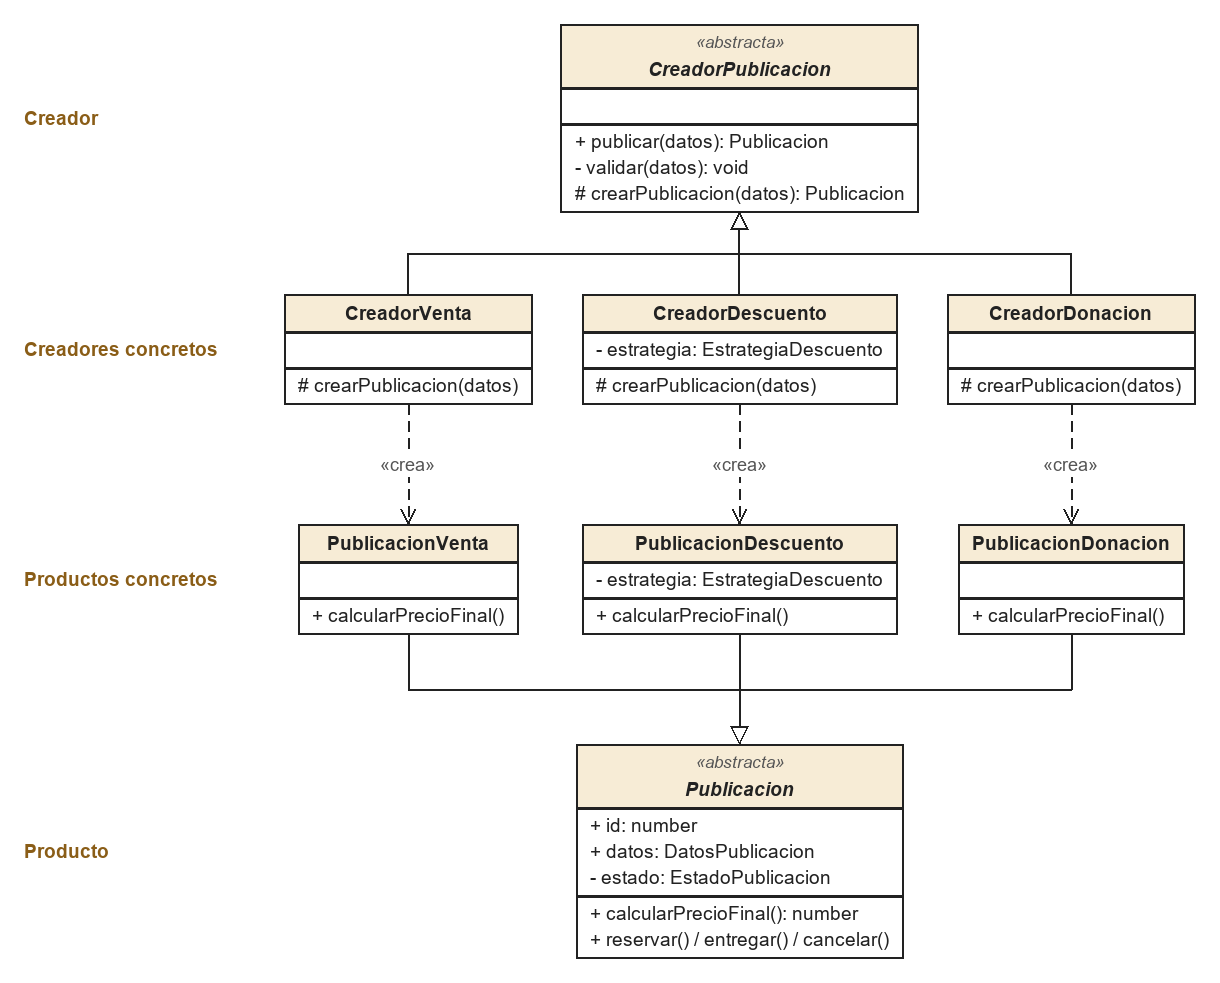 «abstracta»
CreadorPublicacion
Creador
+ publicar(datos): Publicacion
- validar(datos): void
# crearPublicacion(datos): Publicacion
CreadorVenta
CreadorDescuento
CreadorDonacion
Creadores concretos
- estrategia: EstrategiaDescuento
# crearPublicacion(datos)
# crearPublicacion(datos)
# crearPublicacion(datos)
«crea»
«crea»
«crea»
PublicacionVenta
PublicacionDescuento
PublicacionDonacion
Productos concretos
- estrategia: EstrategiaDescuento
+ calcularPrecioFinal()
+ calcularPrecioFinal()
+ calcularPrecioFinal()
«abstracta»
Publicacion
+ id: number
Producto
+ datos: DatosPublicacion
- estado: EstadoPublicacion
+ calcularPrecioFinal(): number
+ reservar() / entregar() / cancelar()